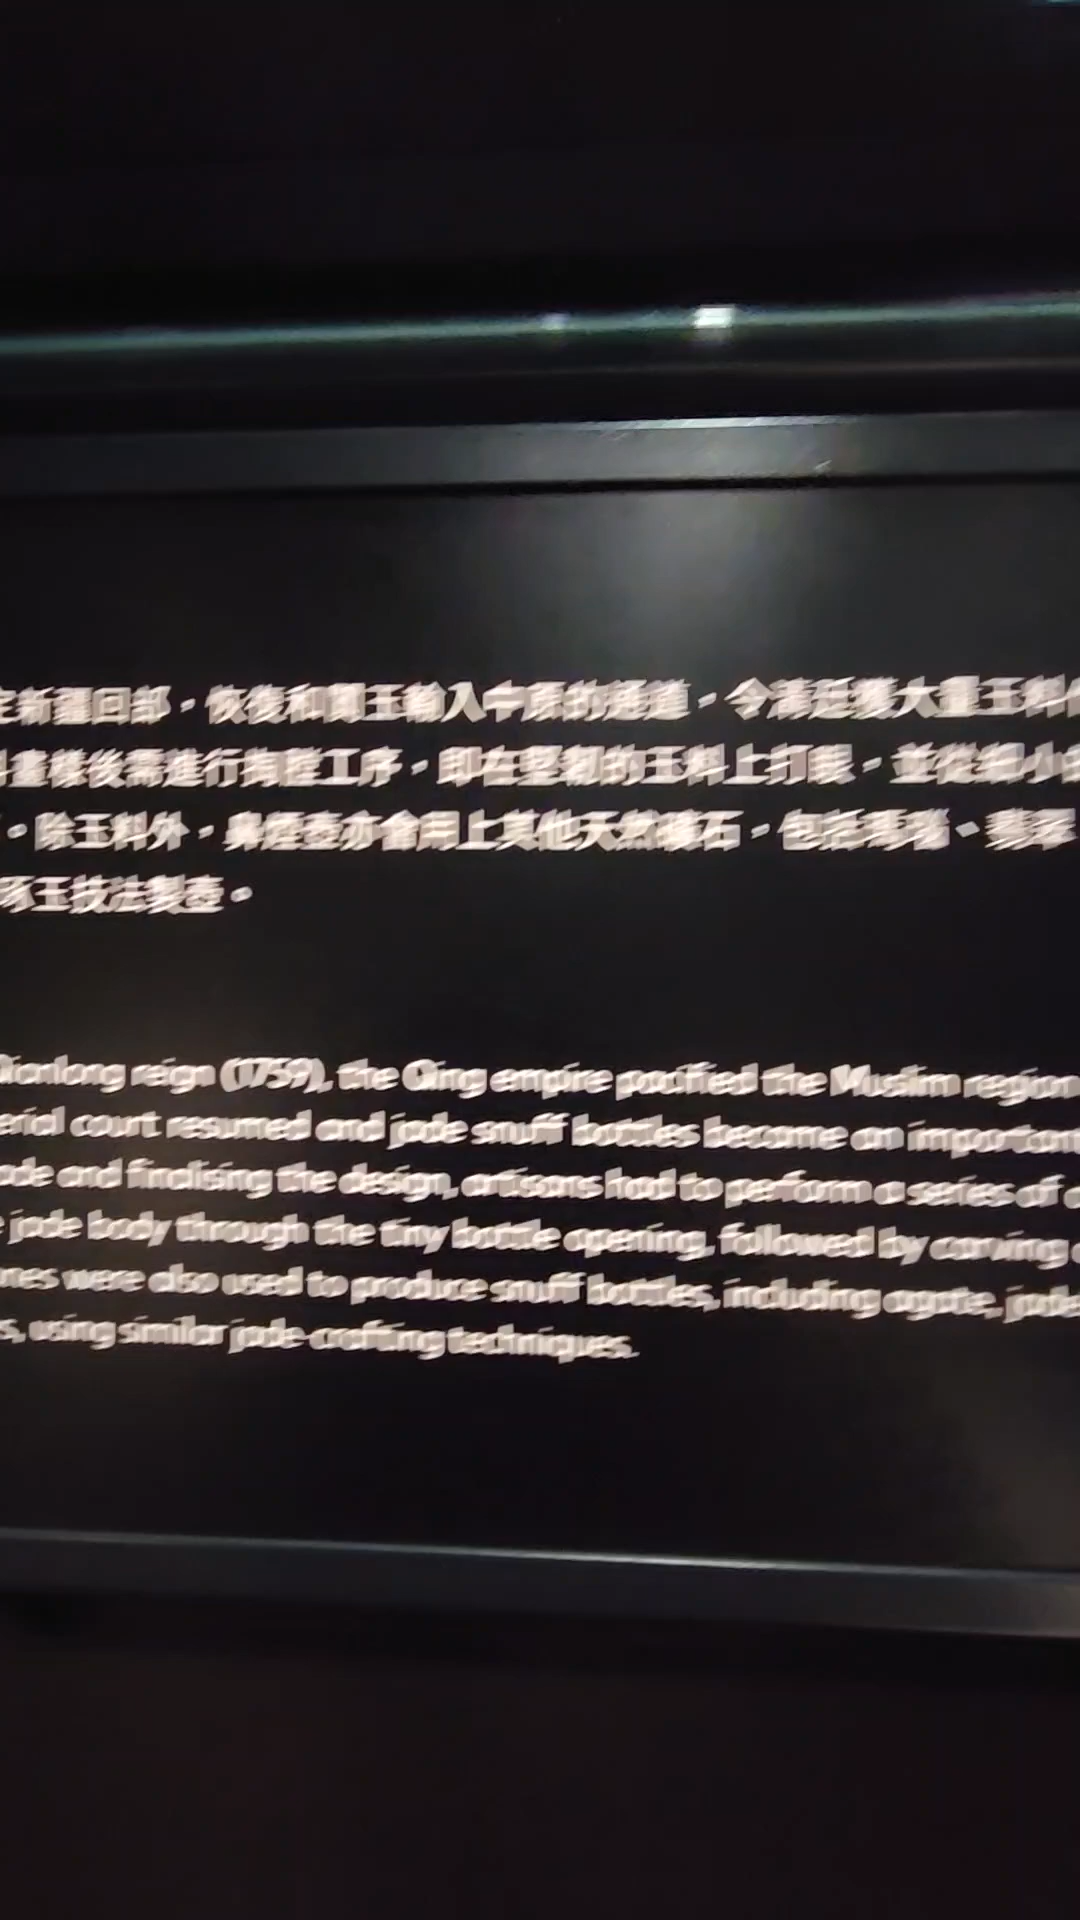 定新疆回部，恢復和闐玉輸入中原的通道，令清廷獲大量玉料
畫樣後需進行掏膛工序，即在堅韌的玉料上打眼，並從細小
。除玉料外，鼻煙壺亦會用上其他天然礦石，包括瑪瑙、翡翠
琢玉技法製壺。
Qianlong reign (1759), the Qing empire pacified the Muslim region
court resumed and jade snuff bottles became an important
and finalising the design, artisans had to perform a series of
jade body through the tiny bottle opening, followed by carving
were also used to produce snuff bottles, including agate,
using similar jade-crafting techniques.